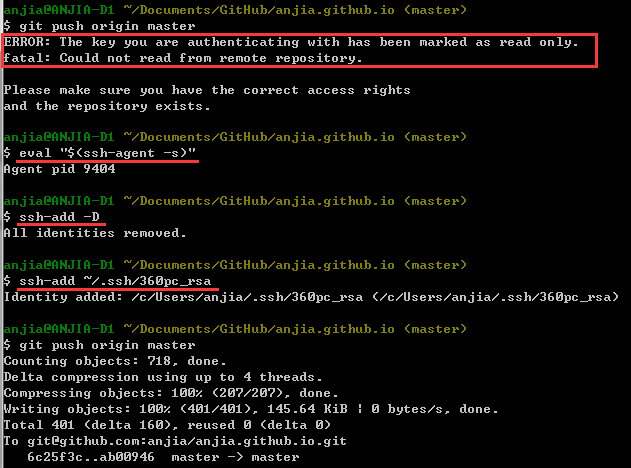 anjia@ANJIA-D1 ~/Documents/GitHub/anjia.github.io (master)
$ git push origin master
ERROR: The key you are authenticating with has been marked as read only.
fatal: Could not read from remote repository.
Please make sure you have the correct access rights
and the repository exists.
anjia@ANJIA-D1 ~/Documents/GitHub/anjia.github.io (master)
$ eval "$(ssh-agent -s)"
Agent pid 9404
anjia@ANJIA-D1 ~/Documents/GitHub/anjia.github.io (master)
$ ssh-add -D
All identities removed.
anjia@ANJIA-D1 ~/Documents/GitHub/anjia.github.io (master)
$ ssh-add ~/.ssh/360pc_rsa
Identity added: /c/Users/anjia/.ssh/360pc_rsa (/c/Users/anjia/.ssh/360pc_rsa)
anjia@ANJIA-D1 ~/Documents/GitHub/anjia.github.io (master)
$ git push origin master
Counting objects: 718, done.
Delta compression using up to 4 threads.
Compressing objects: 100% (207/207), done.
Writing objects: 100% (401/401), 145.64 KiB ¦ 0 bytes/s, done.
Total 401 (delta 160), reused 0 (delta 0)
To git@github.com:anjia/anjia.github.io.git
   6c25f3c..ab00946  master -> master